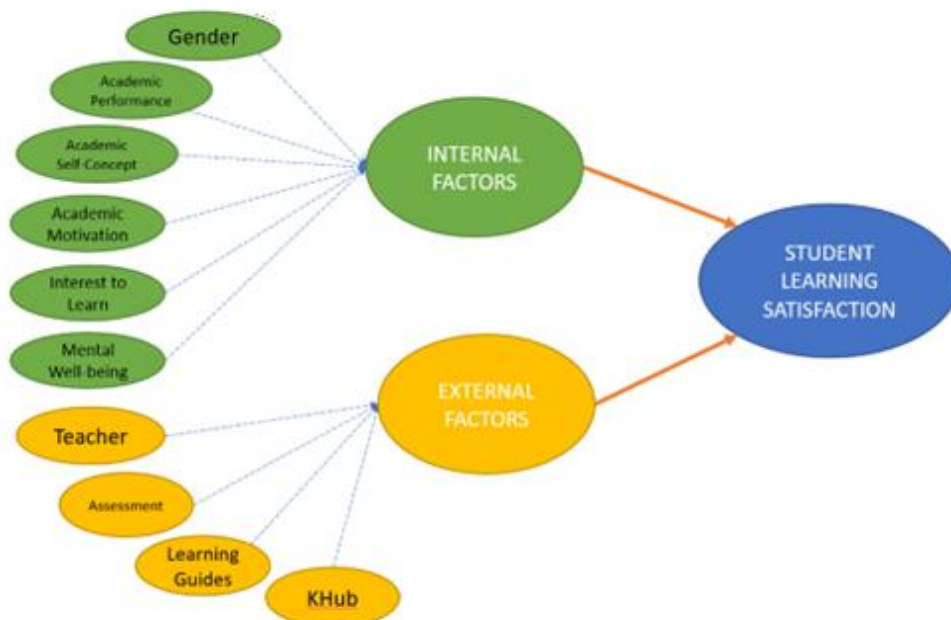 Gender
Academic
Performance
Academic
Self-Concept
Academic
Motivation
Interest to
Learn
Mental
Well-being
INTERNAL
FACTORS
STUDENT
LEARNING
SATISFACTION
EXTERNAL
FACTORS
Teacher
Assessment
Learning
Guides
KHub